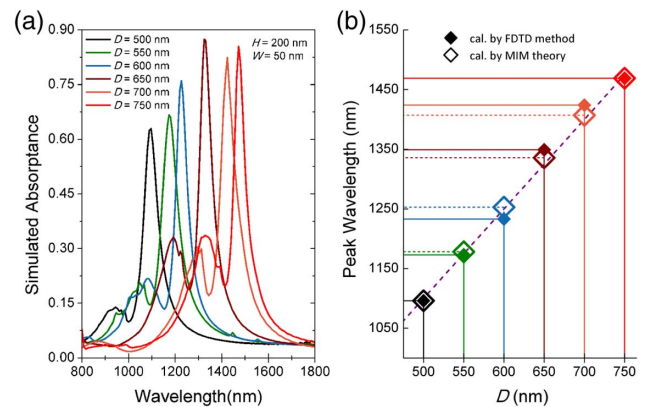 (a)
D = 500 nm
D = 550 nm
D = 600 nm
D = 650 nm
D = 700 nm
D = 750 nm
H = 200 nm
W = 50 nm
0.90
0.75
0.60
0.45
0.30
0.15
0.00
Simulated Absorptance
800 1000 1200 1400 1600 1800
Wavelength(nm)
(b)
cal. by FDTD method
cal. by MIM theory
1550
1450
1350
1250
1150
1050
Peak Wavelength (nm)
500 550 600 650 700 750
D (nm)